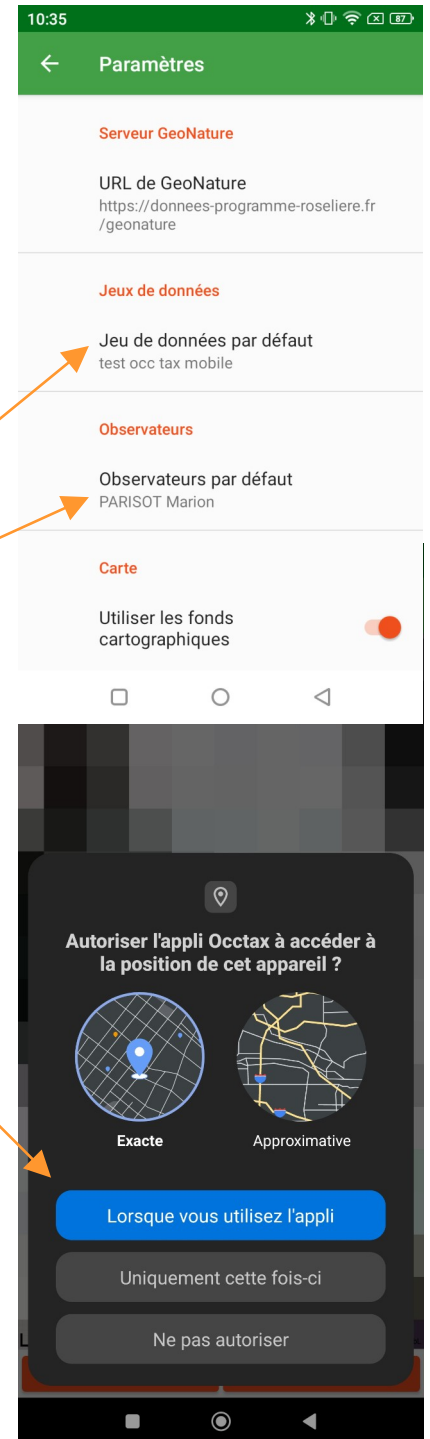 10:35
87
Paramètres
Serveur GeoNature
URL de GeoNature
https://donnees-programme-roseliere.fr
/geonature
Jeux de données
Jeu de données par défaut
test occ tax mobile
Observateurs
Observateurs par défaut
PARISOT Marion
Carte
Utiliser les fonds
cartographiques
Autoriser l'appli Occtax à accéder à
la position de cet appareil ?
Exacte
Approximative
Lorsque vous utilisez l'appli
Uniquement cette fois-ci
Ne pas autoriser